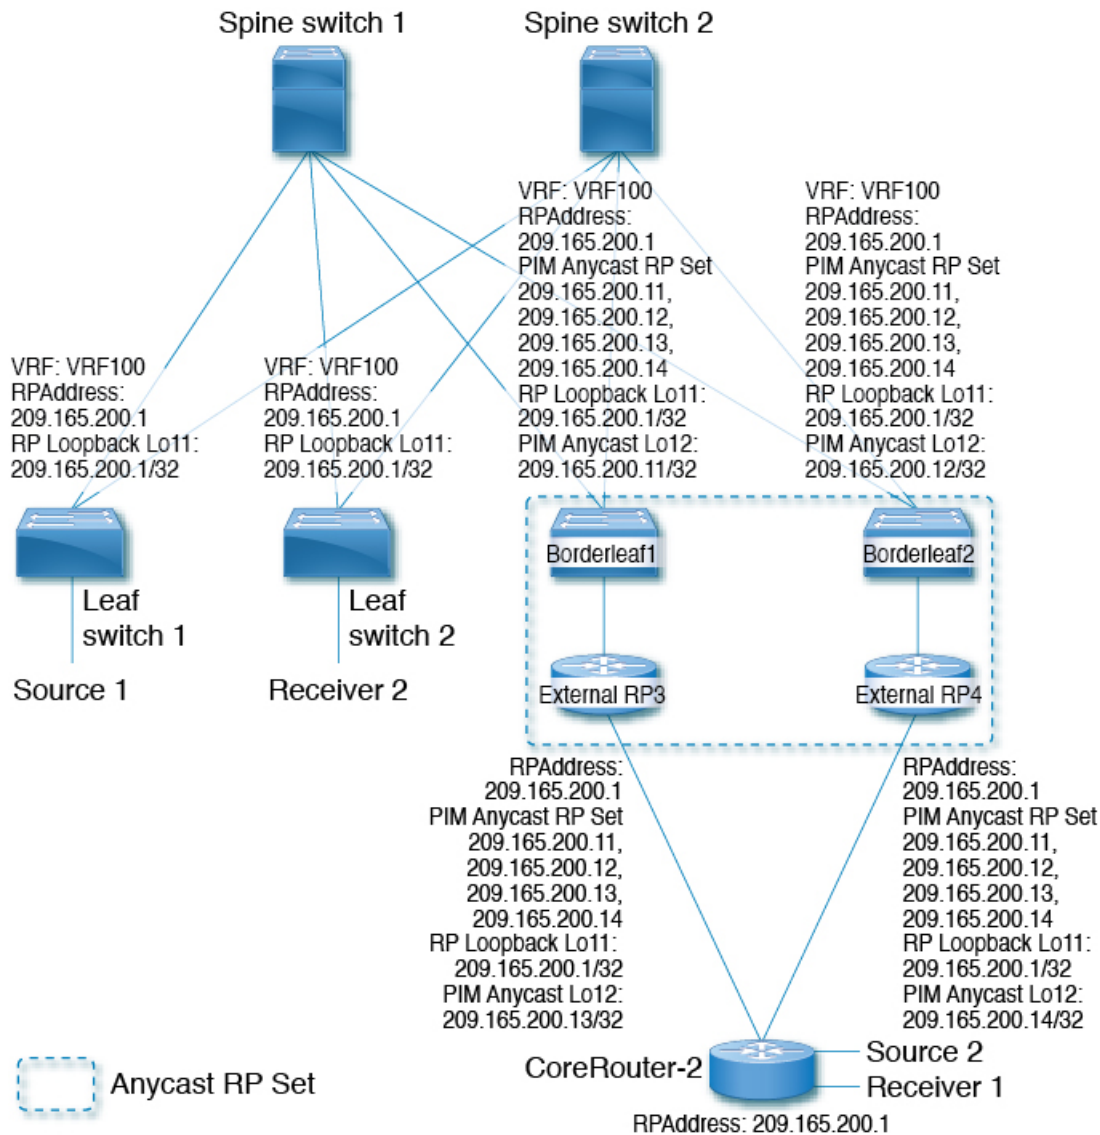 Spine switch 1
Spine switch 2
VRF: VRF100
RPAddress:
209.165.200.1
PIM Anycast RP Set
209.165.200.11,
209.165.200.12,
209.165.200.13,
209.165.200.14
RP Loopback Lo11:
209.165.200.1/32
PIM Anycast Lo12:
209.165.200.11/32
VRF: VRF100
RPAddress:
209.165.200.1
PIM Anycast RP Set
209.165.200.11,
209.165.200.12,
209.165.200.13,
209.165.200.14
RP Loopback Lo11:
209.165.200.1/32
PIM Anycast Lo12:
209.165.200.12/32
VRF: VRF100
RPAddress:
209.165.200.1
RP Loopback Lo11:
209.165.200.1/32
VRF: VRF100
RPAddress:
209.165.200.1
RP Loopback Lo11:
209.165.200.1/32
Borderleaf1
Borderleaf2
Leaf
switch 1
Leaf
switch 2
Source 1
Receiver 2
External RP3
External RP4
RPAddress:
209.165.200.1
PIM Anycast RP Set
209.165.200.11,
209.165.200.12,
209.165.200.13,
209.165.200.14
RP Loopback Lo11:
209.165.200.1/32
PIM Anycast Lo12:
209.165.200.13/32
RPAddress:
209.165.200.1
PIM Anycast RP Set
209.165.200.11,
209.165.200.12,
209.165.200.13,
209.165.200.14
RP Loopback Lo11:
209.165.200.1/32
PIM Anycast Lo12:
209.165.200.14/32
Anycast RP Set
CoreRouter-2
Source 2
Receiver 1
RPAddress: 209.165.200.1